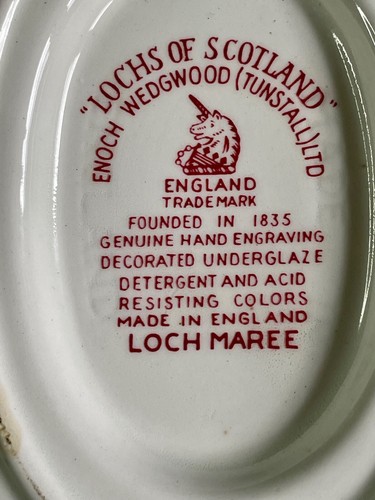 "LOCHS OF SCOTLAND"
ENOCH WEDGWOOD (TUNSTALL) LTD
ENGLAND
TRADEMARK
FOUNDED IN 1835
GENUINE HAND ENGRAVING
DECORATED UNDERGLAZE
DETERGENT AND ACID
RESISTING COLORS
MADE IN ENGLAND
LOCH MAREE